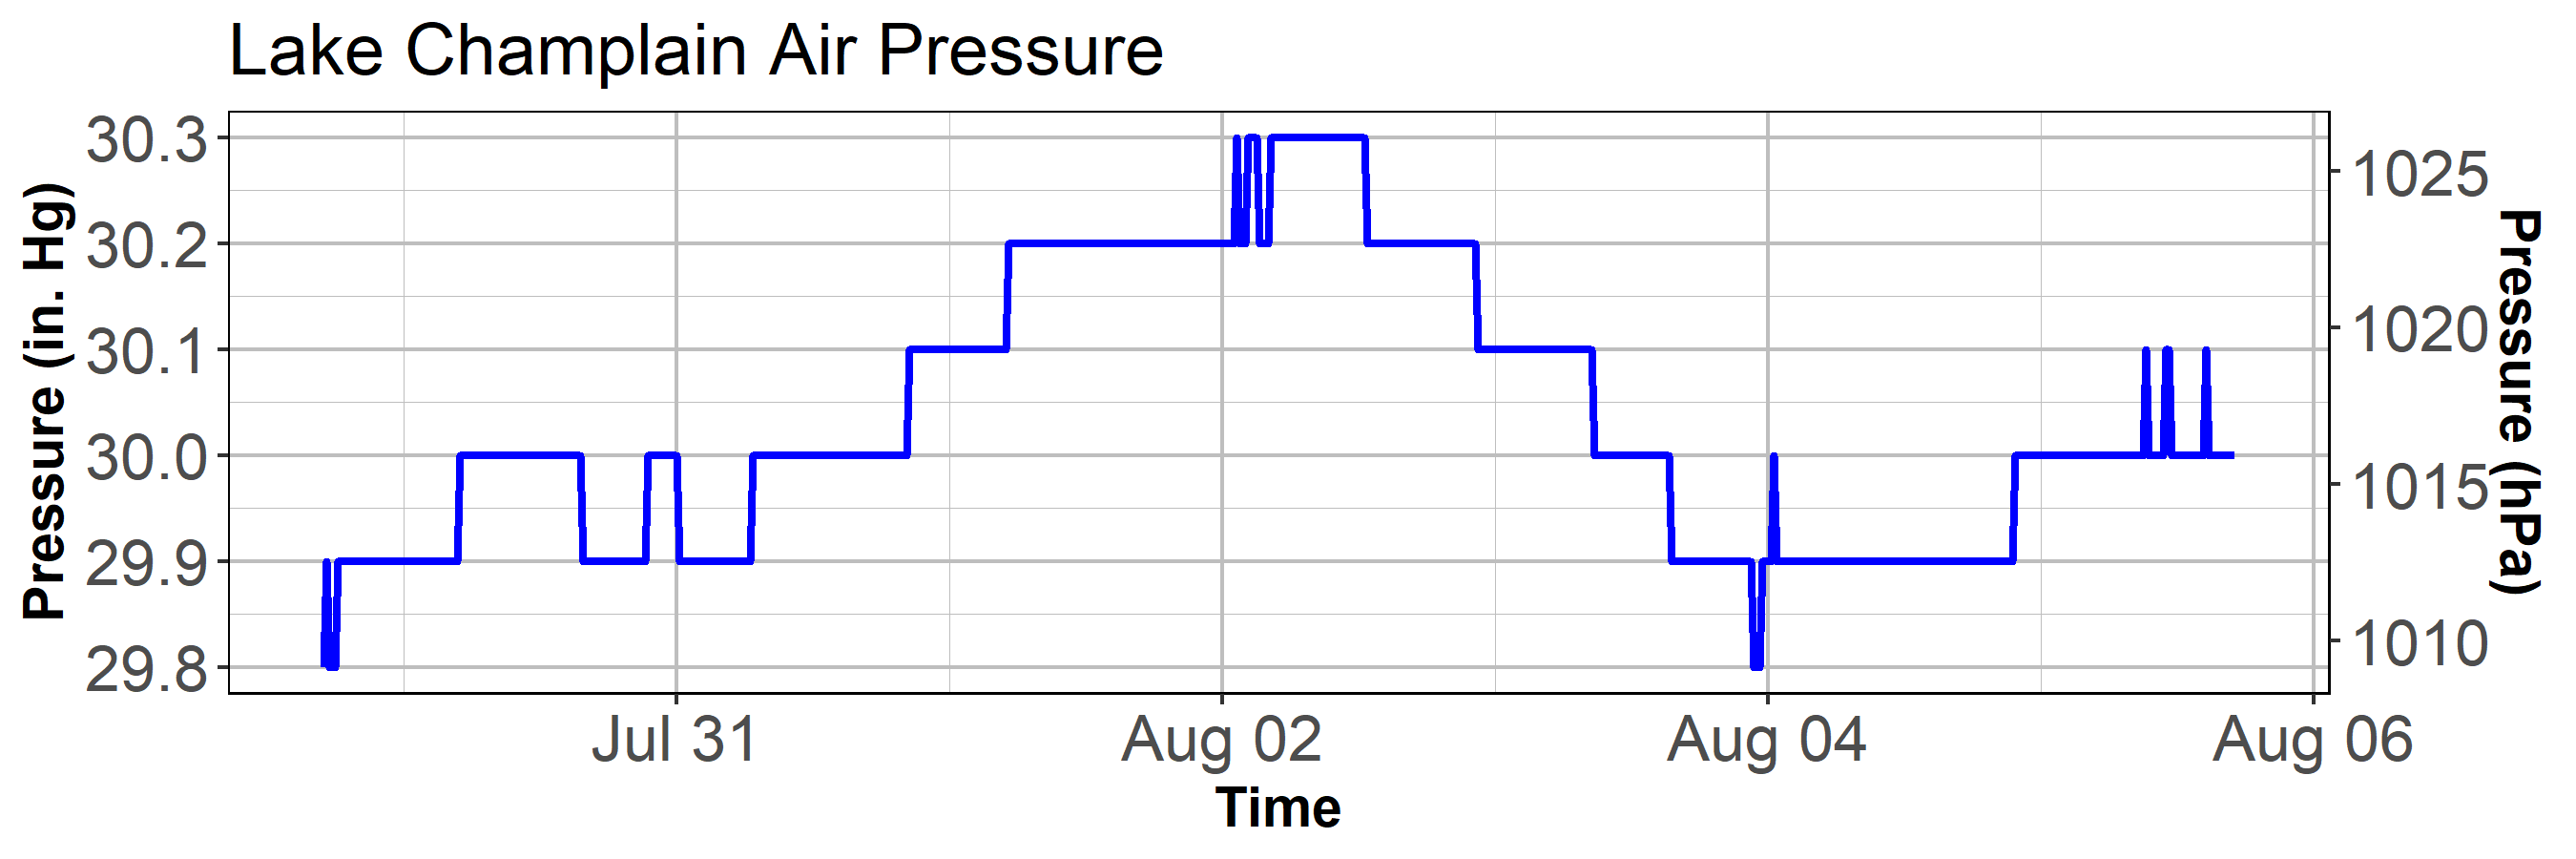 Lake Champlain Air Pressure
Pressure (in. Hg)
30.3
30.2
30.1
30.0
29.9
29.8
1025
1020
1015
1010
Pressure (hPa)
Jul 31
Aug 02
Aug 04
Aug 06
Time